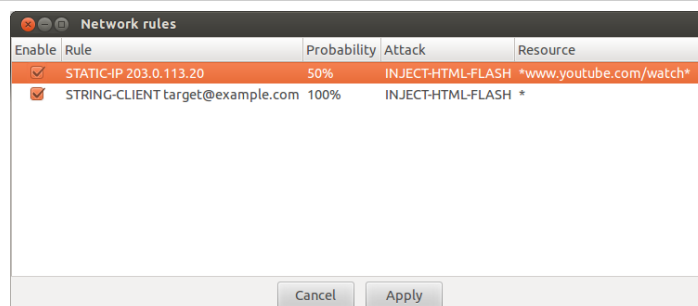 Network rules
Enable Rule Probability Attack Resource
STATIC-IP 203.0.113.20 50% INJECT-HTML-FLASH *www.youtube.com/watch*
STRING-CLIENT target@example.com 100% INJECT-HTML-FLASH *
Cancel Apply